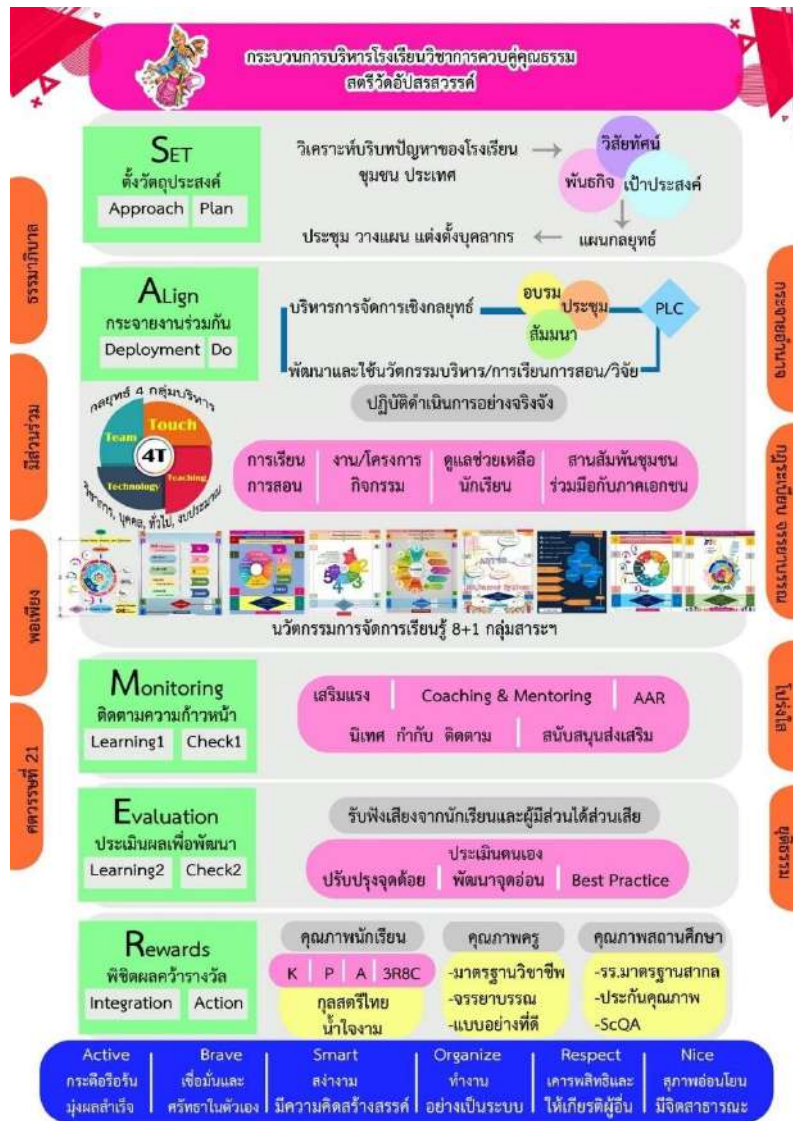 กระบวนการบริหารโรงเรียนวิชาการควบคู่คุณธรรม
สตรีวัดอัปสรสวรรค์
SET
ตั้งวัตถุประสงค์
Approach Plan
วิเคราะห์บริบทปัญหาของโรงเรียน
ชุมชน ประเทศ
วิสัยทัศน์
พันธกิจ
เป้าประสงค์
แผนกลยุทธ์
ประชุม วางแผน แต่งตั้งบุคลากร
ALign
กระจายงานร่วมกัน
Deployment Do
บริหารการจัดการเชิงกลยุทธ์
อบรม
ประชุม
สัมมนา
PLC
พัฒนาและใช้นวัตกรรมบริหาร/การเรียนการสอน/วิจัย
ปฏิบัติดำเนินการอย่างจริงจัง
กลยุทธ์ 4 กลุ่มบริหาร
Team
Touch
4T
Technology
Teaching
วิชาการ, บุคคล, ทั่วไป, งบประมาณ
การเรียน
การสอน
งาน/โครงการ
กิจกรรม
ดูแลช่วยเหลือ
นักเรียน
สานสัมพันธ์ชุมชน
ร่วมมือกับภาคเอกชน
นวัตกรรมการจัดการเรียนรู้ 8+1 กลุ่มสาระฯ
Monitoring
ติดตามความก้าวหน้า
Learning1 Check1
เสริมแรง
Coaching & Mentoring
AAR
นิเทศ กำกับ ติดตาม
สนับสนุนส่งเสริม
Evaluation
ประเมินผลเพื่อพัฒนา
Learning2 Check2
รับฟังเสียงจากนักเรียนและผู้มีส่วนได้ส่วนเสีย
ประเมินตนเอง
ปรับปรุงจุดด้อย
พัฒนาจุดอ่อน
Best Practice
Rewards
พิชิตผลคว้ารางวัล
Integration Action
คุณภาพนักเรียน
K P A 3R8C
กุลสตรีไทย
น้ำใจงาม
คุณภาพครู
-มาตรฐานวิชาชีพ
-จรรยาบรรณ
-แบบอย่างที่ดี
คุณภาพสถานศึกษา
-รร.มาตรฐานสากล
-ประกันคุณภาพ
-ScQA
ธรรมาภิบาล
มีส่วนร่วม
พอเพียง
ศตวรรษที่ 21
กระจายอำนาจ
กฎระเบียบ จรรยาบรรณ
โปร่งใส
ยุติธรรม
Active
กระตือรือร้น
มุ่งผลสำเร็จ
Brave
เชื่อมั่นและ
ศรัทธาในตัวเอง
Smart
สง่างาม
มีความคิดสร้างสรรค์
Organize
ทำงาน
อย่างเป็นระบบ
Respect
เคารพสิทธิและ
ให้เกียรติผู้อื่น
Nice
สุภาพอ่อนโยน
มีจิตสาธารณะ